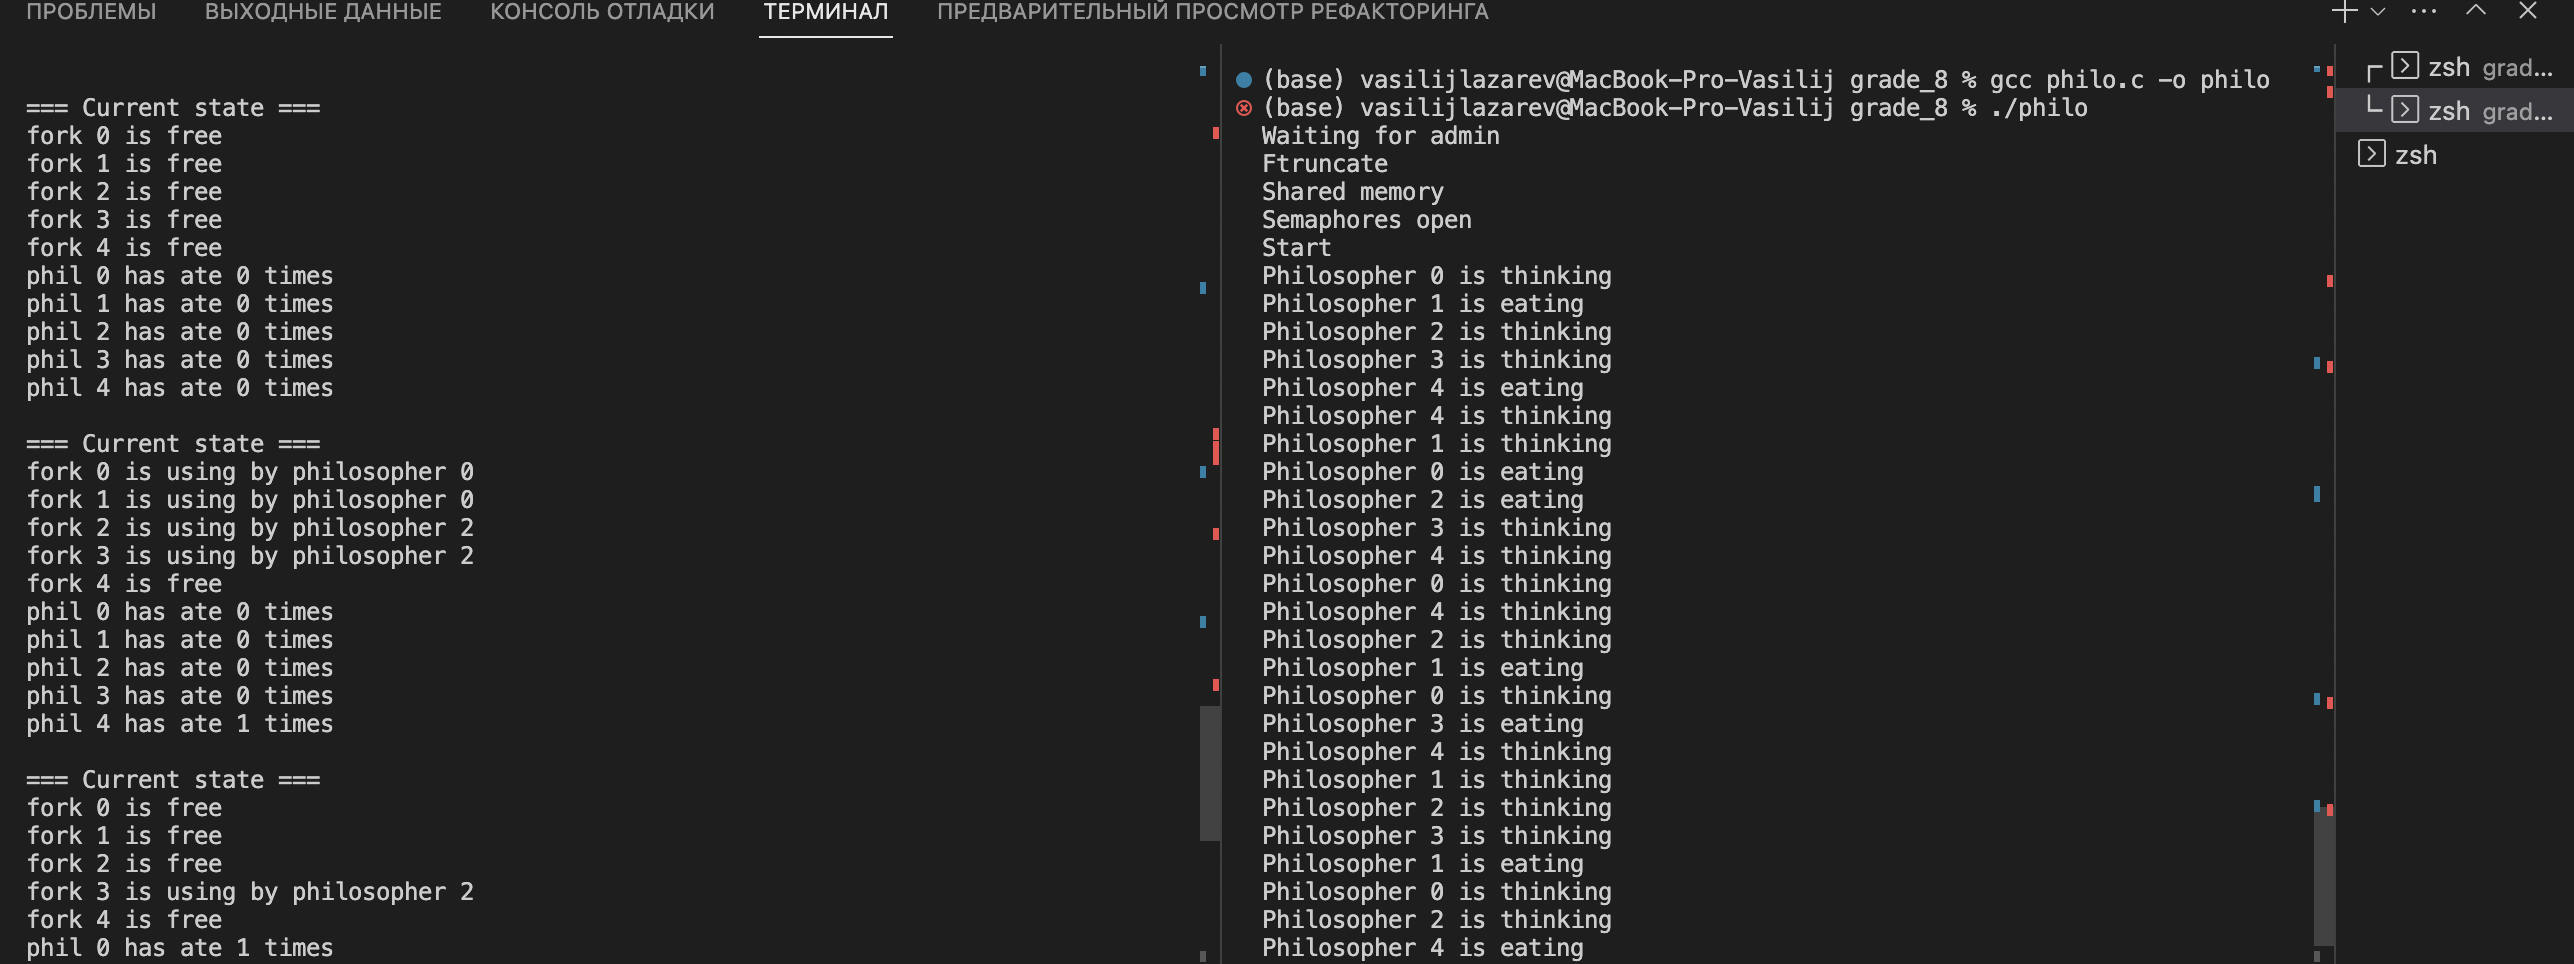 ПРОБЛЕМЫ ВЫХОДНЫЕ ДАННЫЕ КОНСОЛЬ ОТЛАДКИ ТЕРМИНАЛ ПРЕДВАРИТЕЛЬНЫЙ ПРОСМОТР РЕФАКТОРИНГА
=== Current state ===
fork 0 is free
fork 1 is free
fork 2 is free
fork 3 is free
fork 4 is free
phil 0 has ate 0 times
phil 1 has ate 0 times
phil 2 has ate 0 times
phil 3 has ate 0 times
phil 4 has ate 0 times
=== Current state ===
fork 0 is using by philosopher 0
fork 1 is using by philosopher 0
fork 2 is using by philosopher 2
fork 3 is using by philosopher 2
fork 4 is free
phil 0 has ate 0 times
phil 1 has ate 0 times
phil 2 has ate 0 times
phil 3 has ate 0 times
phil 4 has ate 1 times
=== Current state ===
fork 0 is free
fork 1 is free
fork 2 is free
fork 3 is using by philosopher 2
fork 4 is free
phil 0 has ate 1 times
(base) vasilijlazarev@MacBook-Pro-Vasilij grade_8 % gcc philo.c -o philo
(base) vasilijlazarev@MacBook-Pro-Vasilij grade_8 % ./philo
Waiting for admin
Ftruncate
Shared memory
Semaphores open
Start
Philosopher 0 is thinking
Philosopher 1 is eating
Philosopher 2 is thinking
Philosopher 3 is thinking
Philosopher 4 is eating
Philosopher 4 is thinking
Philosopher 1 is thinking
Philosopher 0 is eating
Philosopher 2 is eating
Philosopher 3 is thinking
Philosopher 4 is thinking
Philosopher 0 is thinking
Philosopher 4 is thinking
Philosopher 2 is thinking
Philosopher 1 is eating
Philosopher 0 is thinking
Philosopher 3 is eating
Philosopher 4 is thinking
Philosopher 1 is thinking
Philosopher 2 is thinking
Philosopher 3 is thinking
Philosopher 1 is eating
Philosopher 0 is thinking
Philosopher 2 is thinking
Philosopher 4 is eating
zsh grad...
zsh grad...
zsh